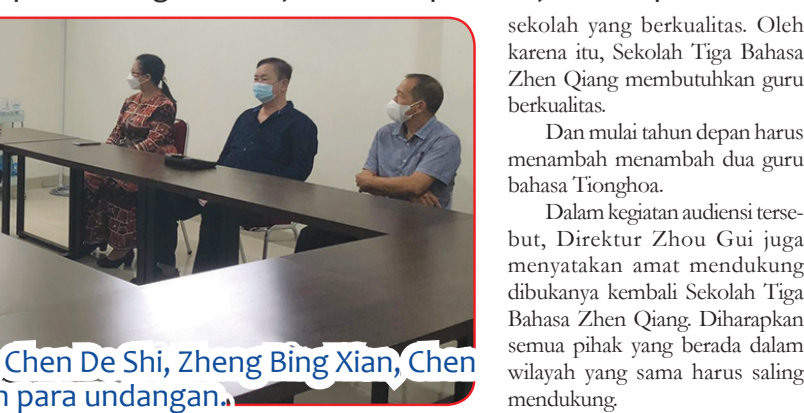 Chen De Shi, Zheng Bing Xian, Chen
para undangan.
sekolah yang berkualitas. Oleh
karena itu, Sekolah Tiga Bahasa
Zhen Qiang membutuhkan guru
berkualitas.
Dan mulai tahun depan harus
menambah menambah dua guru
bahasa Tionghoa.
Dalam kegiatan audiensi terse-
but, Direktur Zhou Gui juga
menyatakan amat mendukung
dibukanya kembali Sekolah Tiga
Bahasa Zhen Qiang. Diharapkan
semua pihak yang berada dalam
wilayah yang sama harus saling
mendukung.